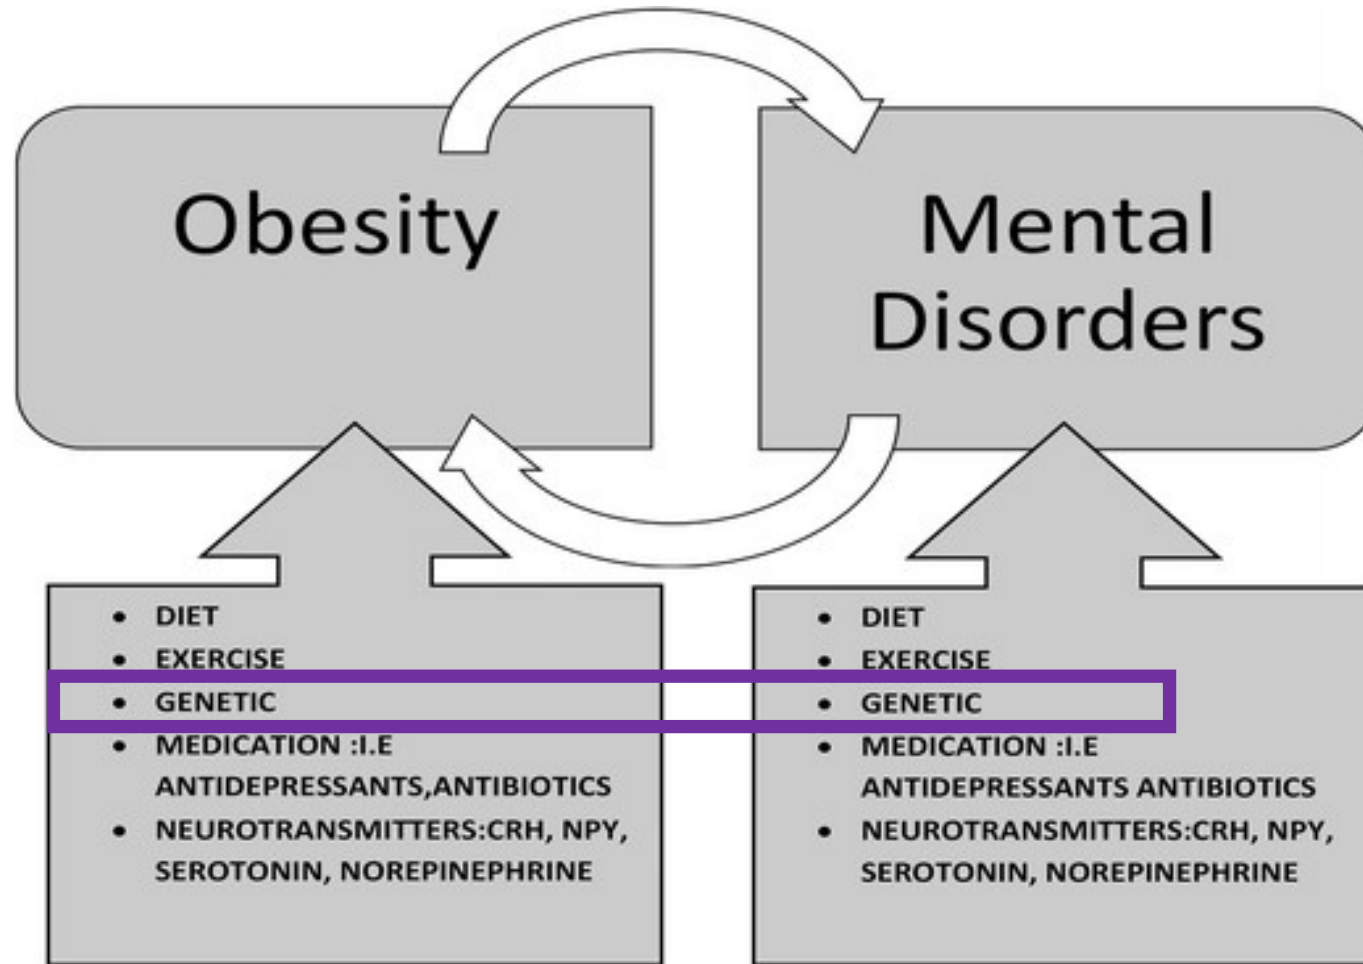 Obesity
Mental
Disorders
• DIET
• EXERCISE
• GENETIC
• MEDICATION :I.E
ANTIDEPRESSANTS,ANTIBIOTICS
• NEUROTRANSMITTERS:CRH, NPY,
SEROTONIN, NOREPINEPHRINE
• DIET
• EXERCISE
• GENETIC
• MEDICATION :I.E
ANTIDEPRESSANTS ANTIBIOTICS
• NEUROTRANSMITTERS:CRH, NPY,
SEROTONIN, NOREPINEPHRINE